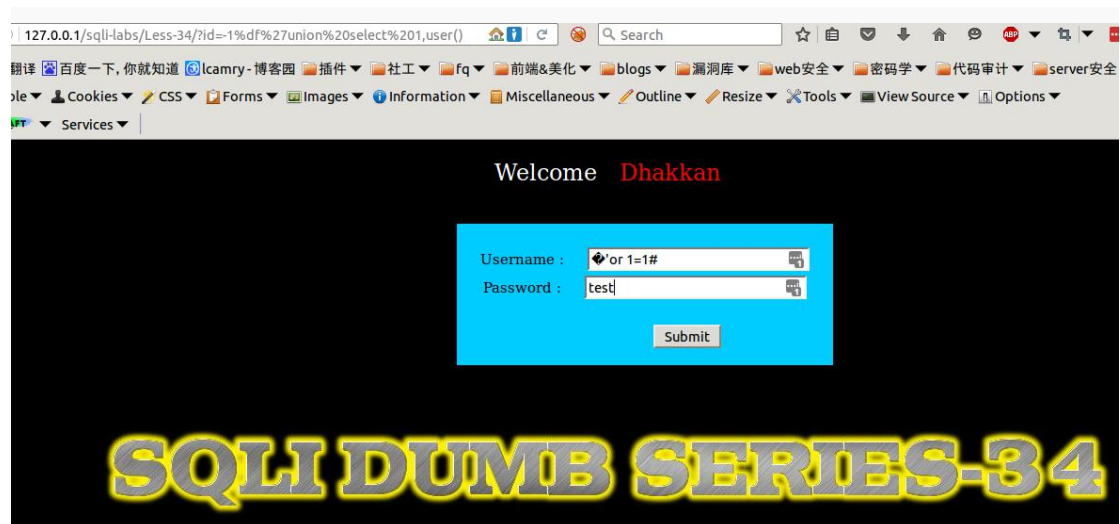 127.0.0.1/sqli-labs/Less-34/?id=-1%df%27union%20select%201,user() Search ABP
翻译 百度一下,你就知道 lcamry-博客园 插件 社工 fq 前端&美化 blogs 漏洞库 web安全 密码学 代码审计 server安全
ole Cookies CSS Forms Images Information Miscellaneous Outline Resize Tools View Source Options
Services
Welcome Dhakkan
Username : �'or 1=1#
Password : test
Submit
SQLI DUMB SERIES-34